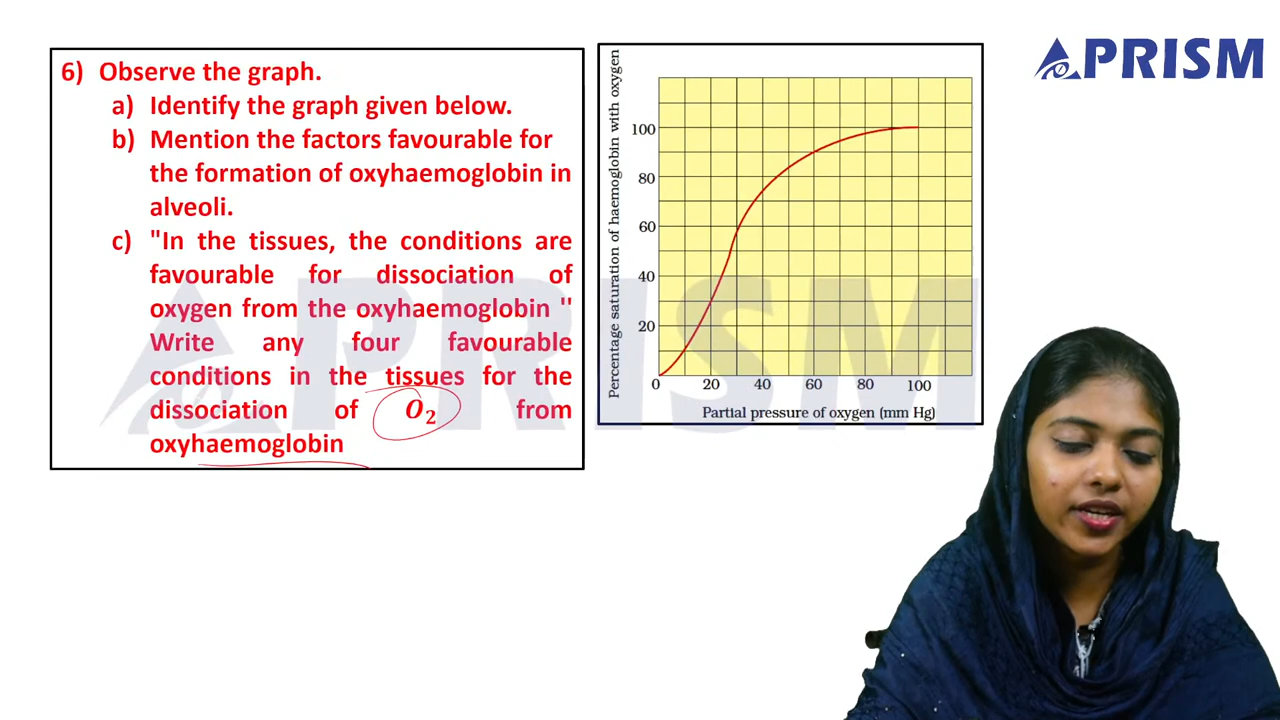 6) Observe the graph.
a) Identify the graph given below.
b) Mention the factors favourable for
the formation of oxyhaemoglobin in
alveoli.
c) "In the tissues, the conditions are
favourable for dissociation of
oxygen from the oxyhaemoglobin ''
Write any four favourable
conditions in the tissues for the
dissociation of O₂ from
oxyhaemoglobin
Percentage saturation of haemoglobin with oxygen
100
80
60
40
20
0 20 40 60 80 100
Partial pressure of oxygen (mm Hg)
APRISM
APRISM